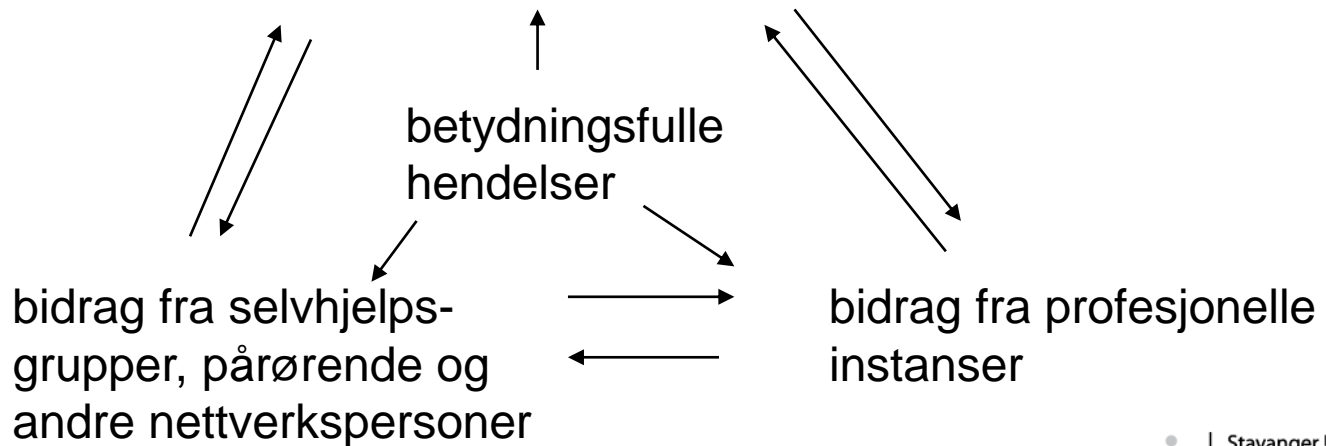 betydningsfulle
hendelser
bidrag fra selvhjelps-
grupper, pårørende og
andre nettverkspersoner
bidrag fra profesjonelle
instanser
Stavanger